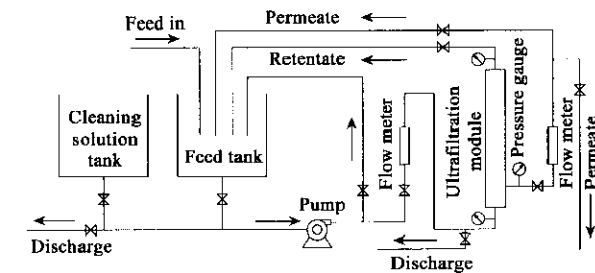 Feed in
Permeate
Retentate
Cleaning
solution
tank
Feed tank
Flow meter
Ultrafiltration
module
Pressure gauge
Flow meter
Permeate
Pump
Discharge
Discharge